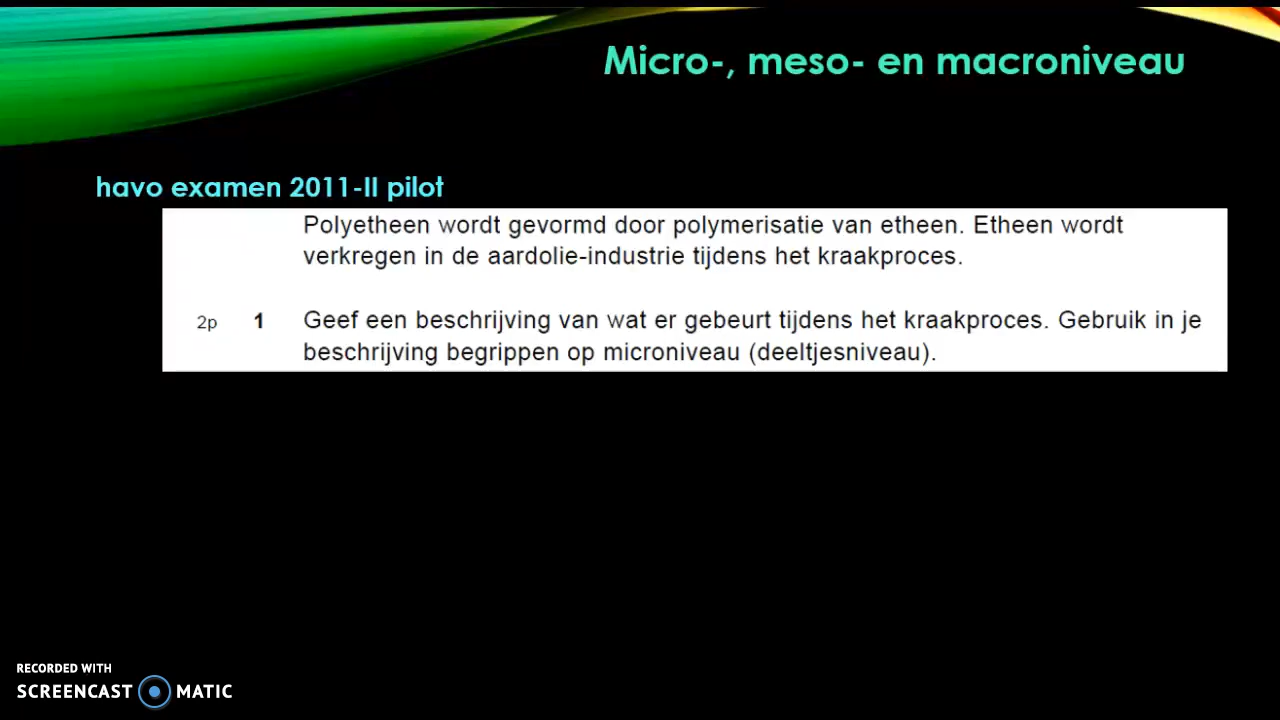 Micro-, meso- en macroniveau
havo examen 2011-II pilot
Polyetheen wordt gevormd door polymerisatie van etheen. Etheen wordt
verkregen in de aardolie-industrie tijdens het kraakproces.
2p 1 Geef een beschrijving van wat er gebeurt tijdens het kraakproces. Gebruik in je
beschrijving begrippen op microniveau (deeltjesniveau).
RECORDED WITH
SCREENCAST MATIC